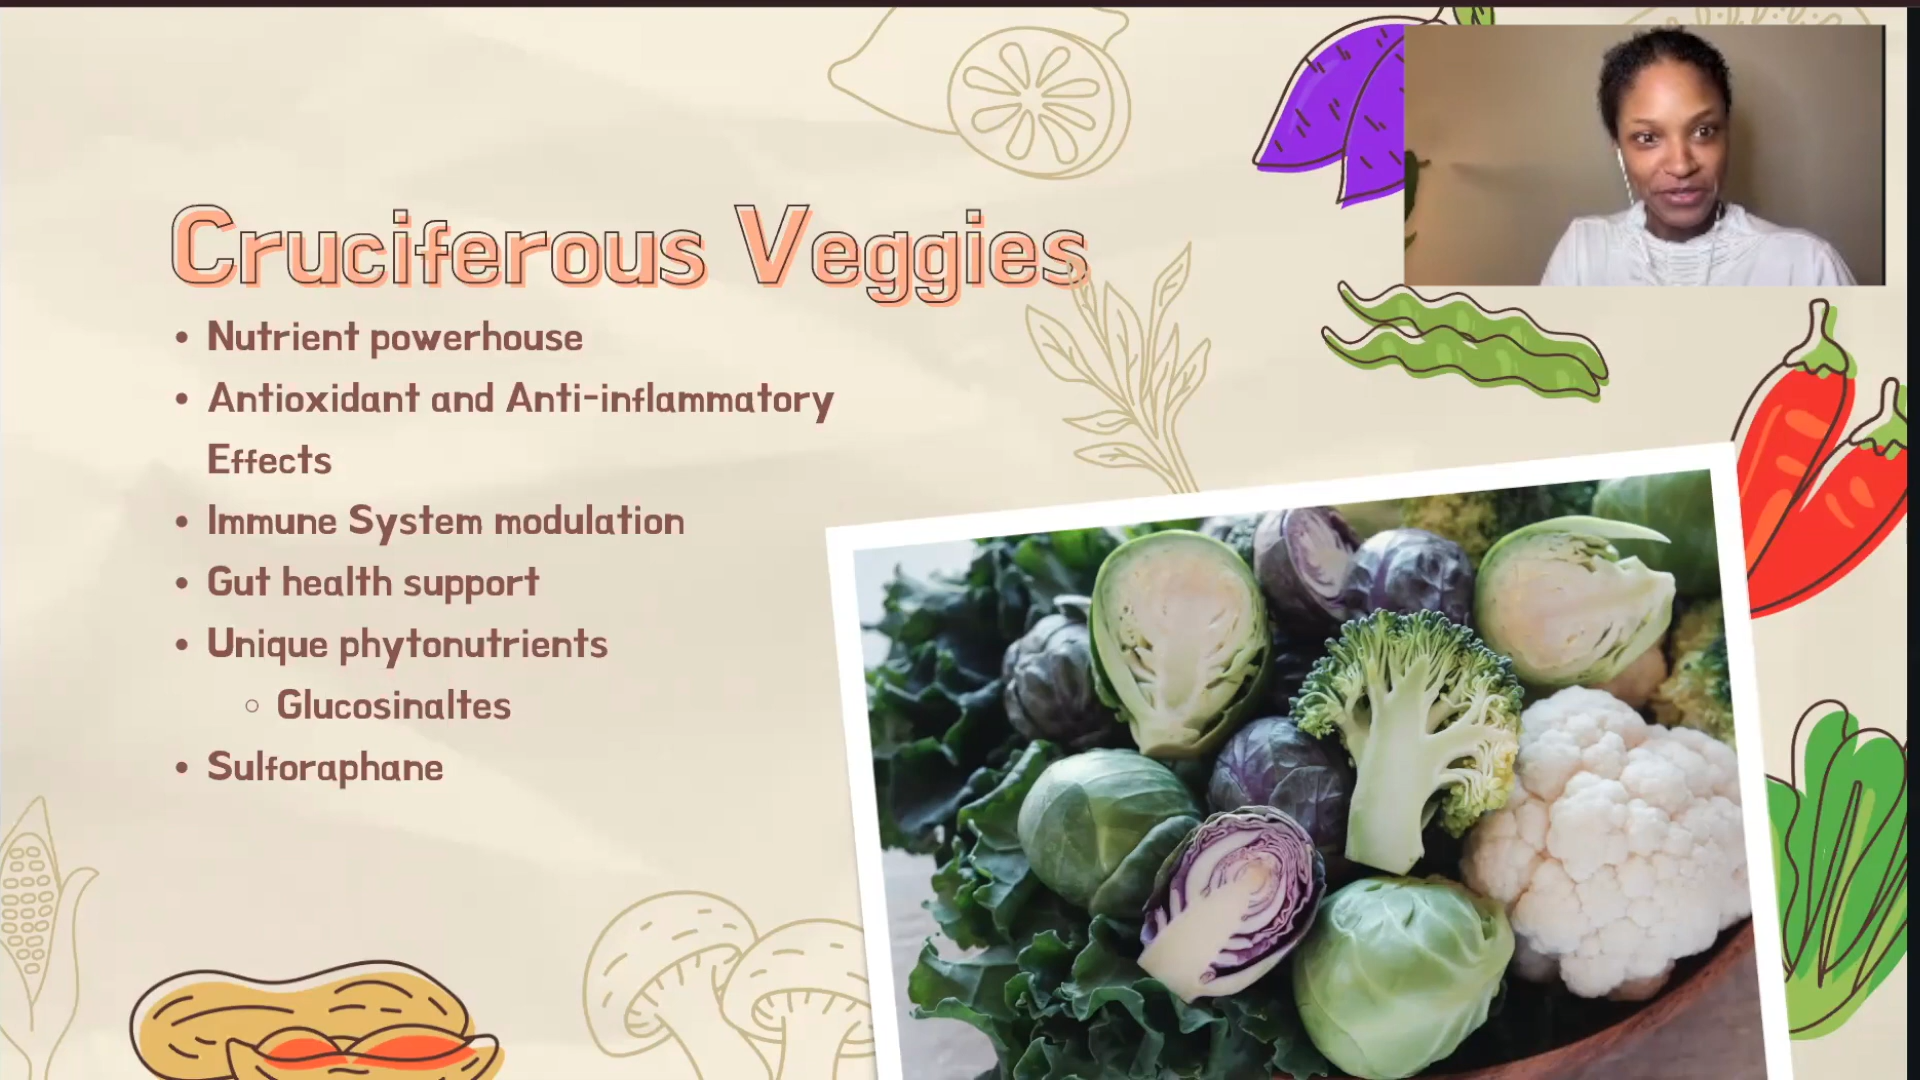 Cruciferous Veggies
• Nutrient powerhouse
• Antioxidant and Anti-inflammatory
Effects
• Immune System modulation
• Gut health support
• Unique phytonutrients
◦ Glucosinaltes
• Sulforaphane